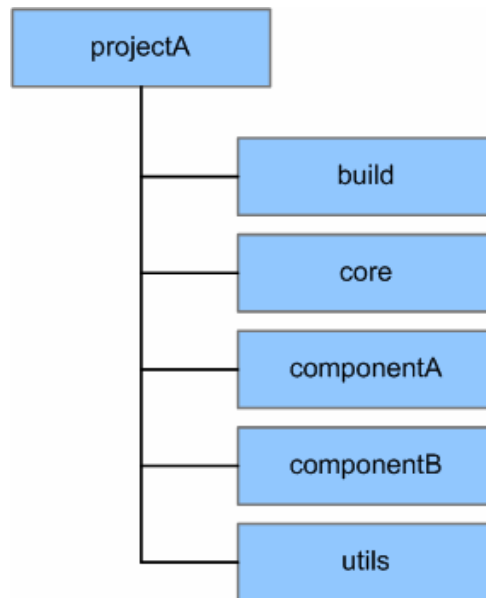 projectA
build
core
componentA
componentB
utils